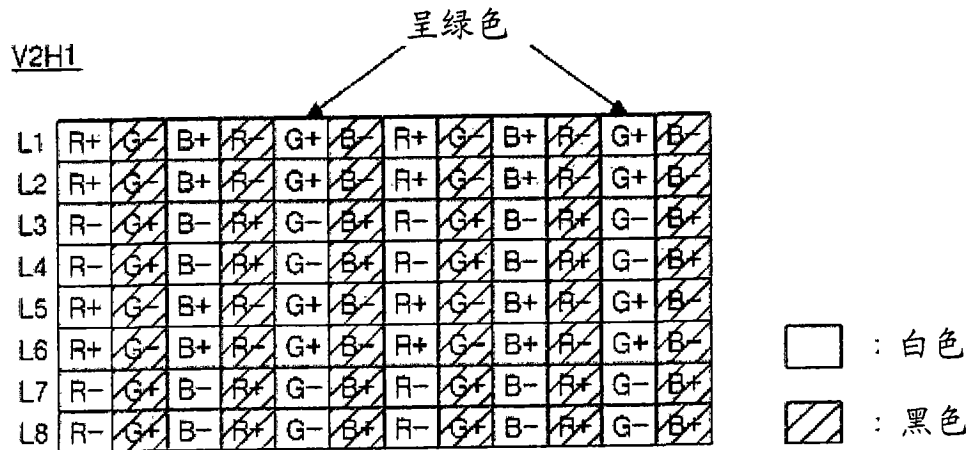 呈绿色
V2H1
L1 R+ G- B+ R- G+ B- R+ G- B+ R- G+ B-
L2 R+ G- B+ R- G+ B- R+ G- B+ R- G+ B-
L3 R- G+ B- R+ G- B+ R- G+ B- R+ G- B+
L4 R- G+ B- R+ G- B+ R- G+ B- R+ G- B+
L5 R+ G- B+ R- G+ B- R+ G- B+ R- G+ B-
L6 R+ G- B+ R- G+ B- R+ G- B+ R- G+ B-
L7 R- G+ B- R+ G- B+ R- G+ B- R+ G- B+
L8 R- G+ B- R+ G- B+ R- G+ B- R+ G- B+
: 白色
: 黑色